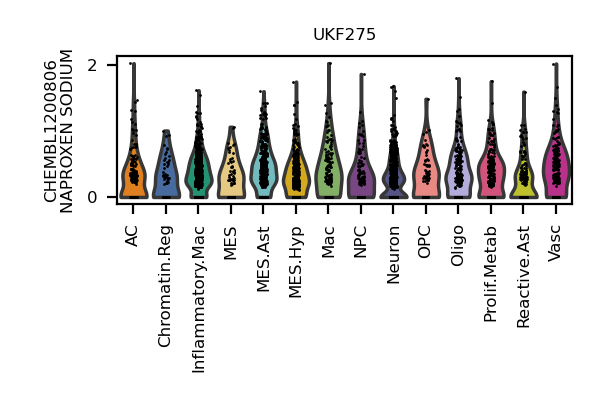 UKF275
CHEMBL1200806
NAPROXEN SODIUM
2
0
AC
Chromatin.Reg
Inflammatory.Mac
MES
MES.Ast
MES.Hyp
Mac
NPC
Neuron
OPC
Oligo
Prolif.Metab
Reactive.Ast
Vasc